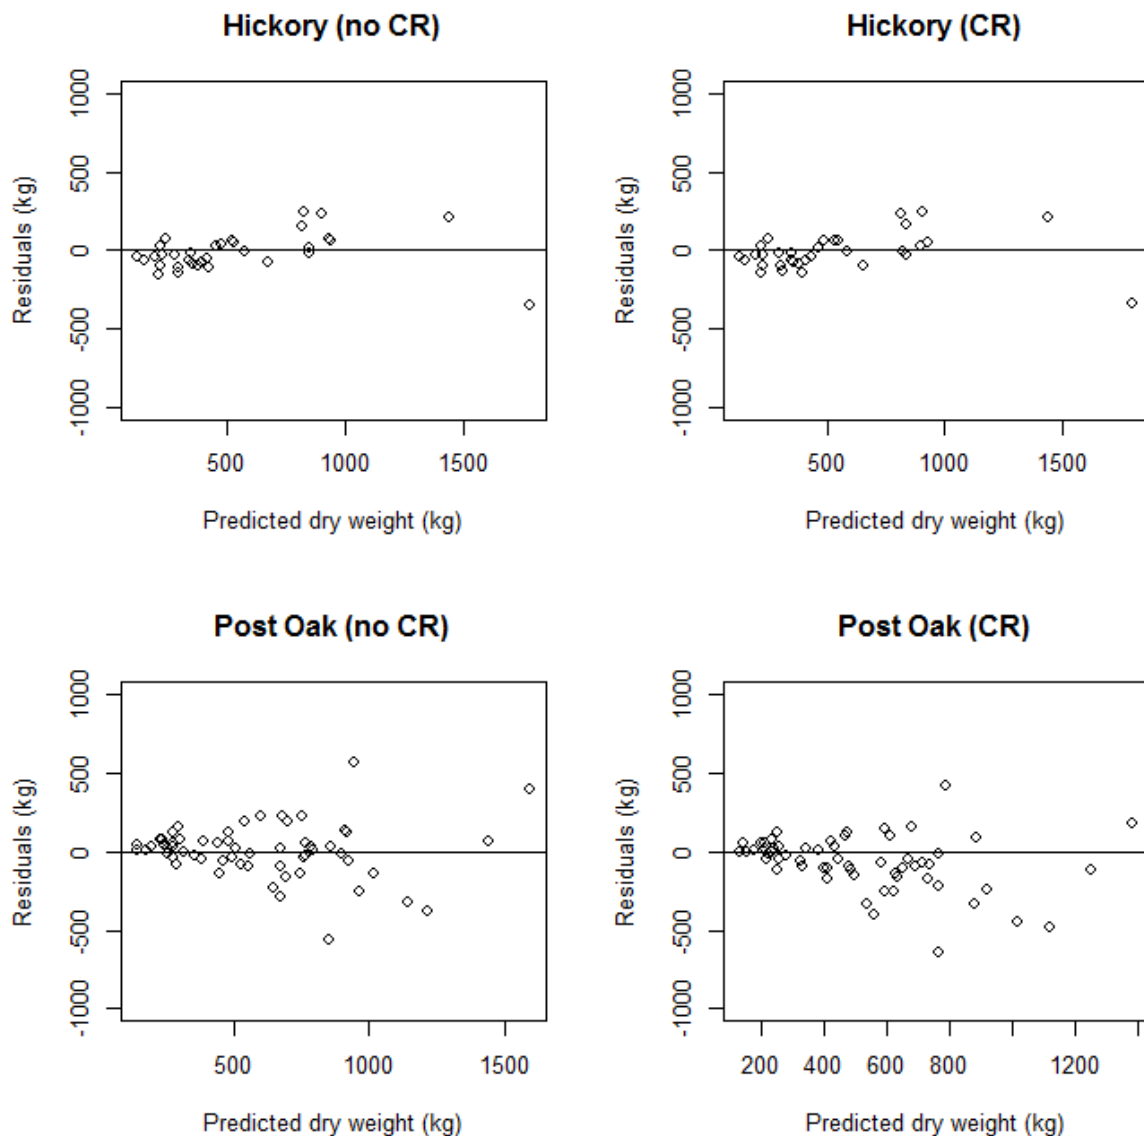 Hickory (no CR)
Residuals (kg)
1000
500
0
-500
-1000
500 1000 1500
Predicted dry weight (kg)
Hickory (CR)
Residuals (kg)
1000
500
0
-500
-1000
500 1000 1500
Predicted dry weight (kg)
Post Oak (no CR)
Residuals (kg)
1000
500
0
-500
-1000
500 1000 1500
Predicted dry weight (kg)
Post Oak (CR)
Residuals (kg)
1000
500
0
-500
-1000
200 400 600 800 1200
Predicted dry weight (kg)